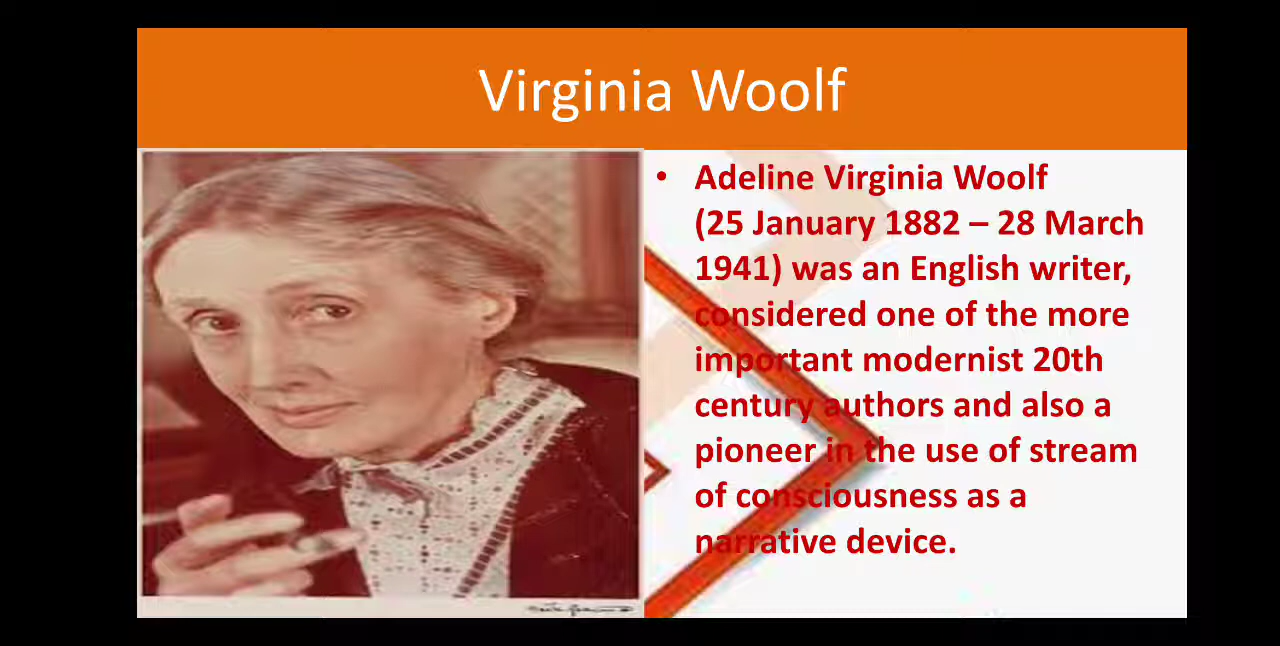 Virginia Woolf
• Adeline Virginia Woolf
(25 January 1882 – 28 March
1941) was an English writer,
considered one of the more
important modernist 20th
century authors and also a
pioneer in the use of stream
of consciousness as a
narrative device.